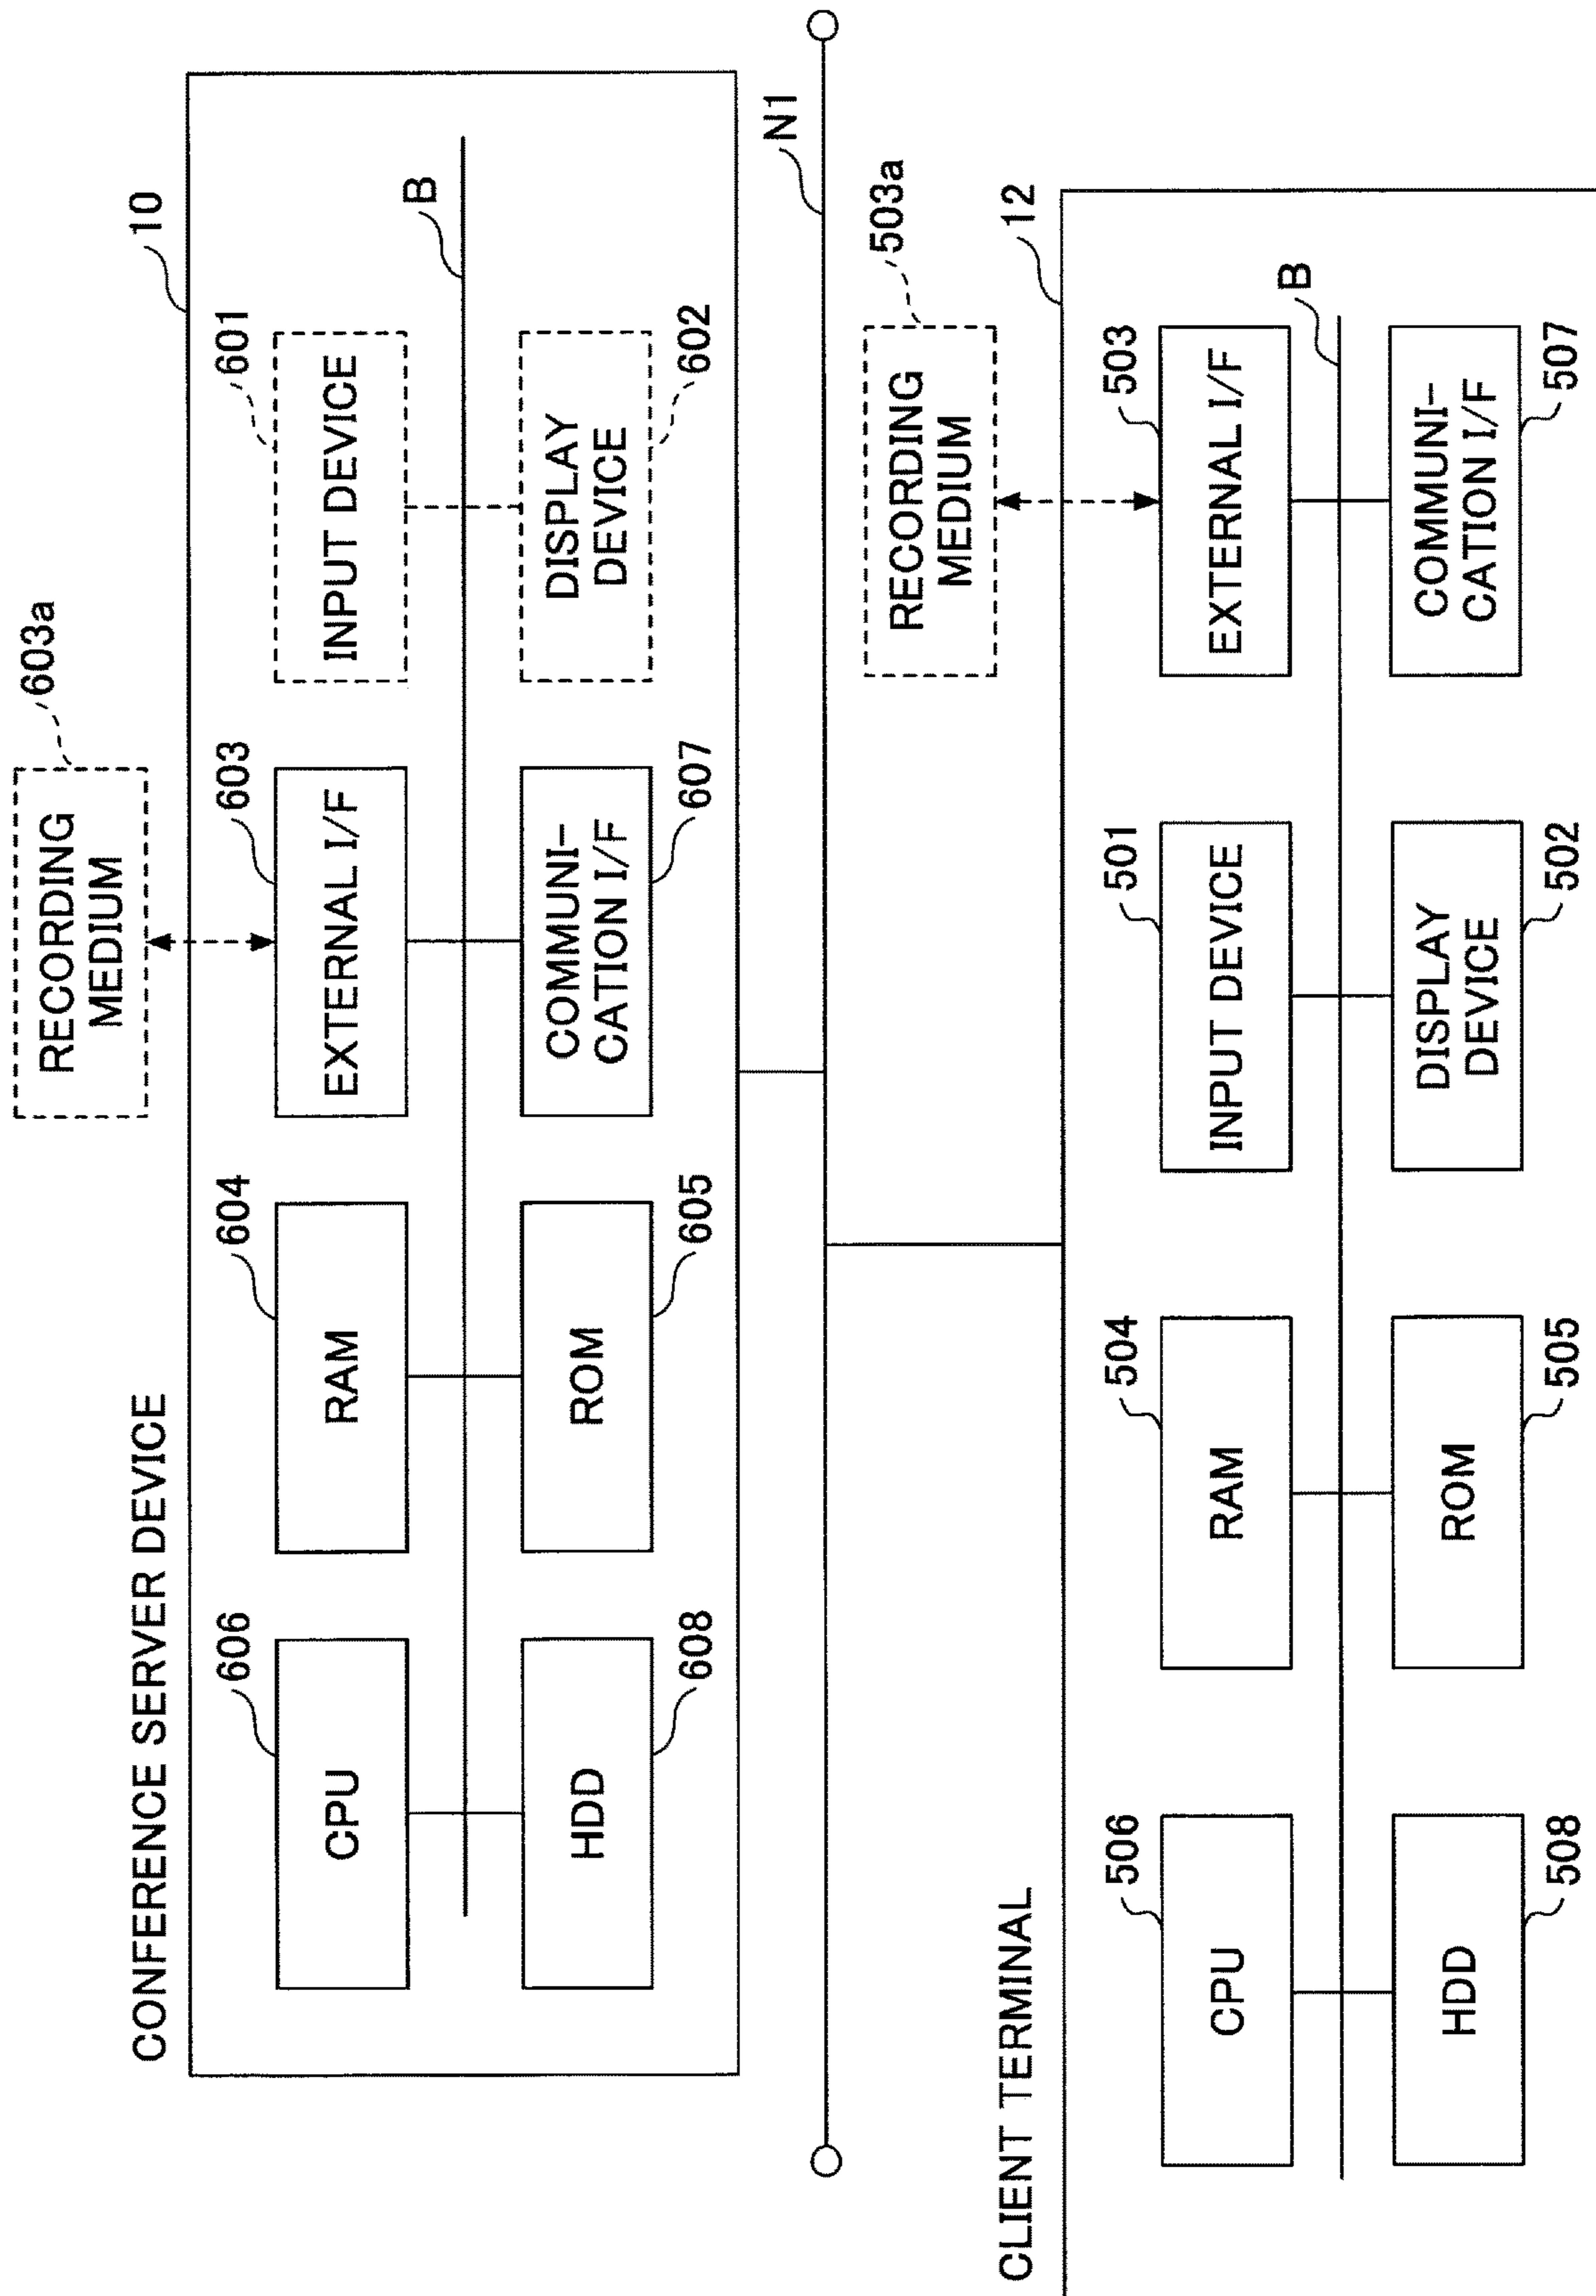 CONFERENCE SERVER DEVICE
10
RECORDING
MEDIUM
603a
606
604
603
601
CPU
RAM
EXTERNAL I/F
INPUT DEVICE
B
HDD
ROM
COMMUNI-
CATION I/F
DISPLAY
DEVICE
608
605
607
602
N1
CLIENT TERMINAL
12
RECORDING
MEDIUM
503a
506
504
501
503
CPU
RAM
INPUT DEVICE
EXTERNAL I/F
B
HDD
ROM
DISPLAY
DEVICE
COMMUNI-
CATION I/F
508
505
502
507